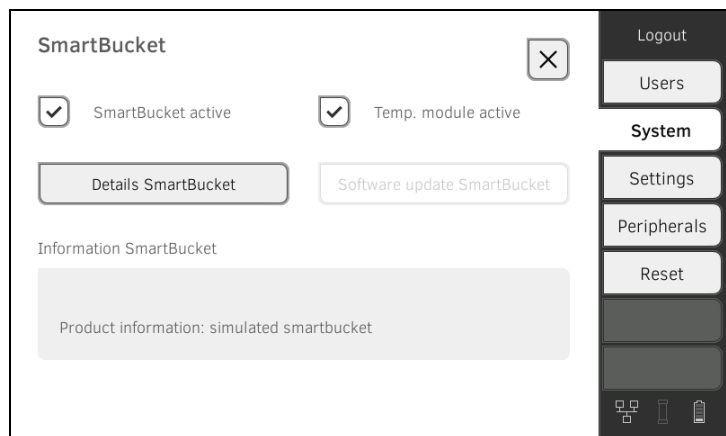 SmartBucket
SmartBucket active
Temp. module active
Details SmartBucket
Software update SmartBucket
Information SmartBucket
Product information: simulated smartbucket
Logout
Users
System
Settings
Peripherals
Reset